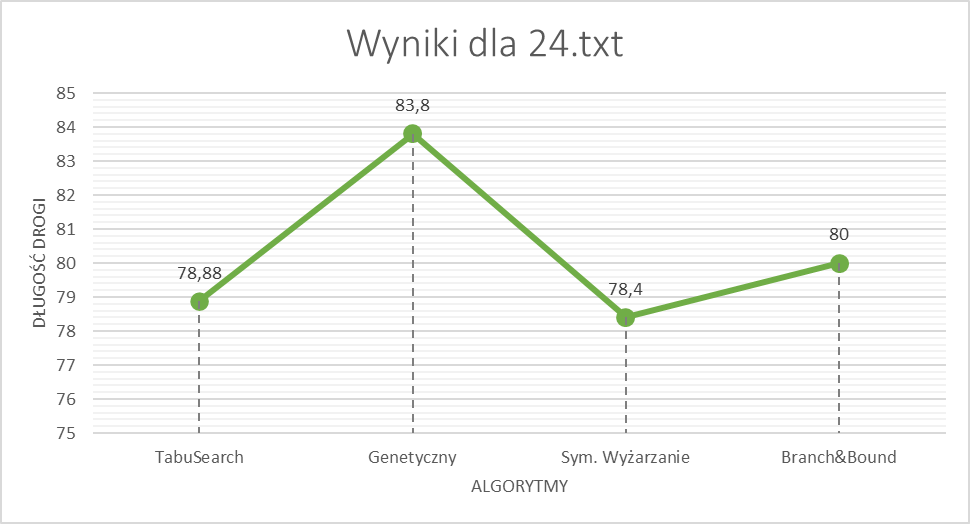 Wyniki dla 24.txt
DŁUGOŚĆ DROGI
85
84
83
82
81
80
79
78
77
76
75
78,88
83,8
78,4
80
TabuSearch
Genetyczny
Sym. Wyżarzanie
Branch&Bound
ALGORYTMY